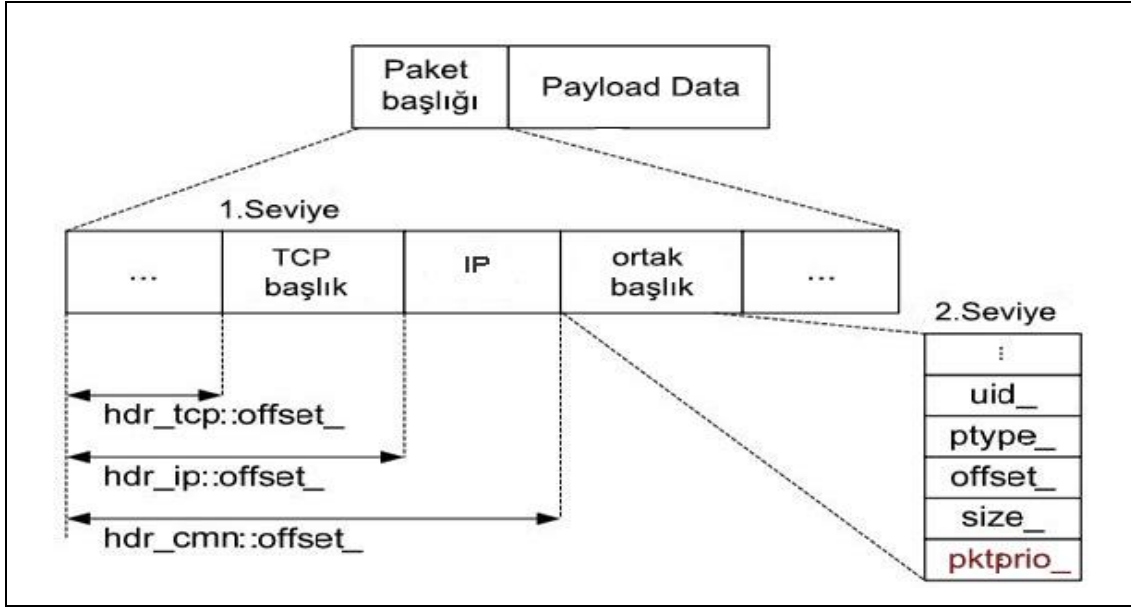 Paket
başlığı
Payload Data
1.Seviye
...
TCP
başlık
IP
ortak
başlık
...
2.Seviye
⋮
uid_
ptype_
offset_
size_
pktprio_
hdr_tcp::offset_
hdr_ip::offset_
hdr_cmn::offset_